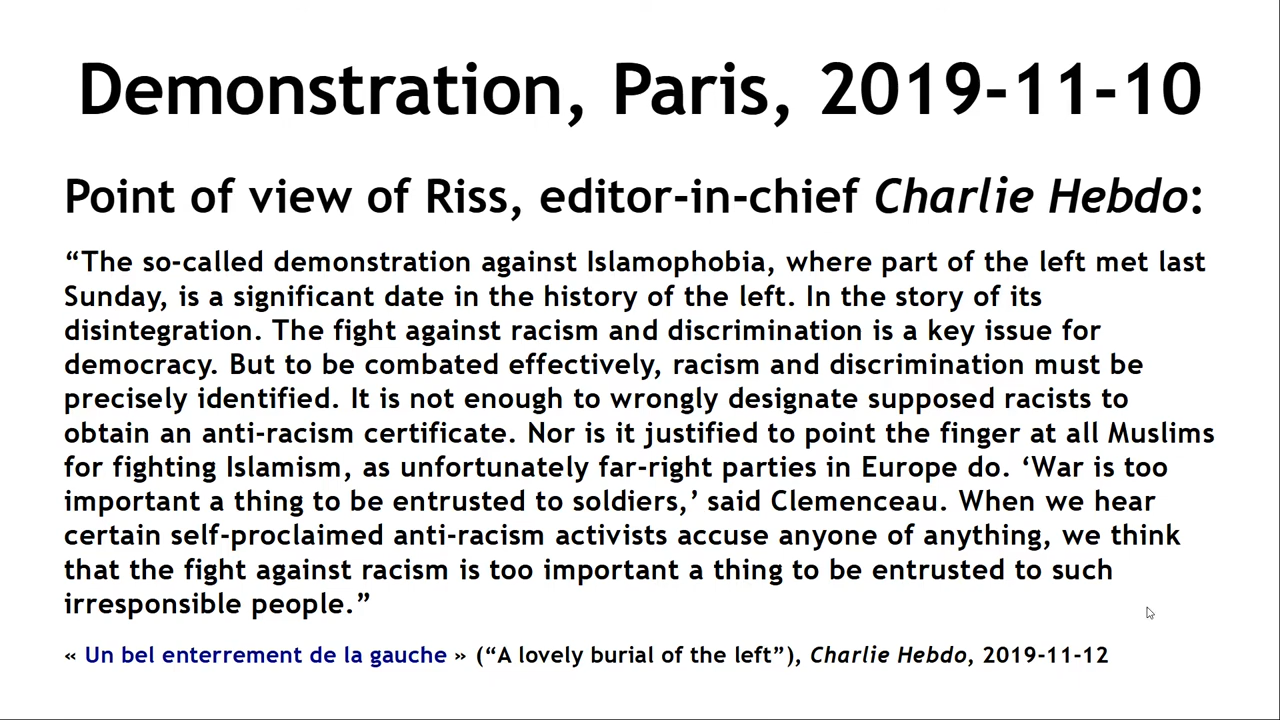 Demonstration, Paris, 2019-11-10
Point of view of Riss, editor-in-chief Charlie Hebdo:
“The so-called demonstration against Islamophobia, where part of the left met last
Sunday, is a significant date in the history of the left. In the story of its
disintegration. The fight against racism and discrimination is a key issue for
democracy. But to be combated effectively, racism and discrimination must be
precisely identified. It is not enough to wrongly designate supposed racists to
obtain an anti-racism certificate. Nor is it justified to point the finger at all Muslims
for fighting Islamism, as unfortunately far-right parties in Europe do. ‘War is too
important a thing to be entrusted to soldiers,’ said Clemenceau. When we hear
certain self-proclaimed anti-racism activists accuse anyone of anything, we think
that the fight against racism is too important a thing to be entrusted to such
irresponsible people.”
« Un bel enterrement de la gauche » (“A lovely burial of the left”), Charlie Hebdo, 2019-11-12